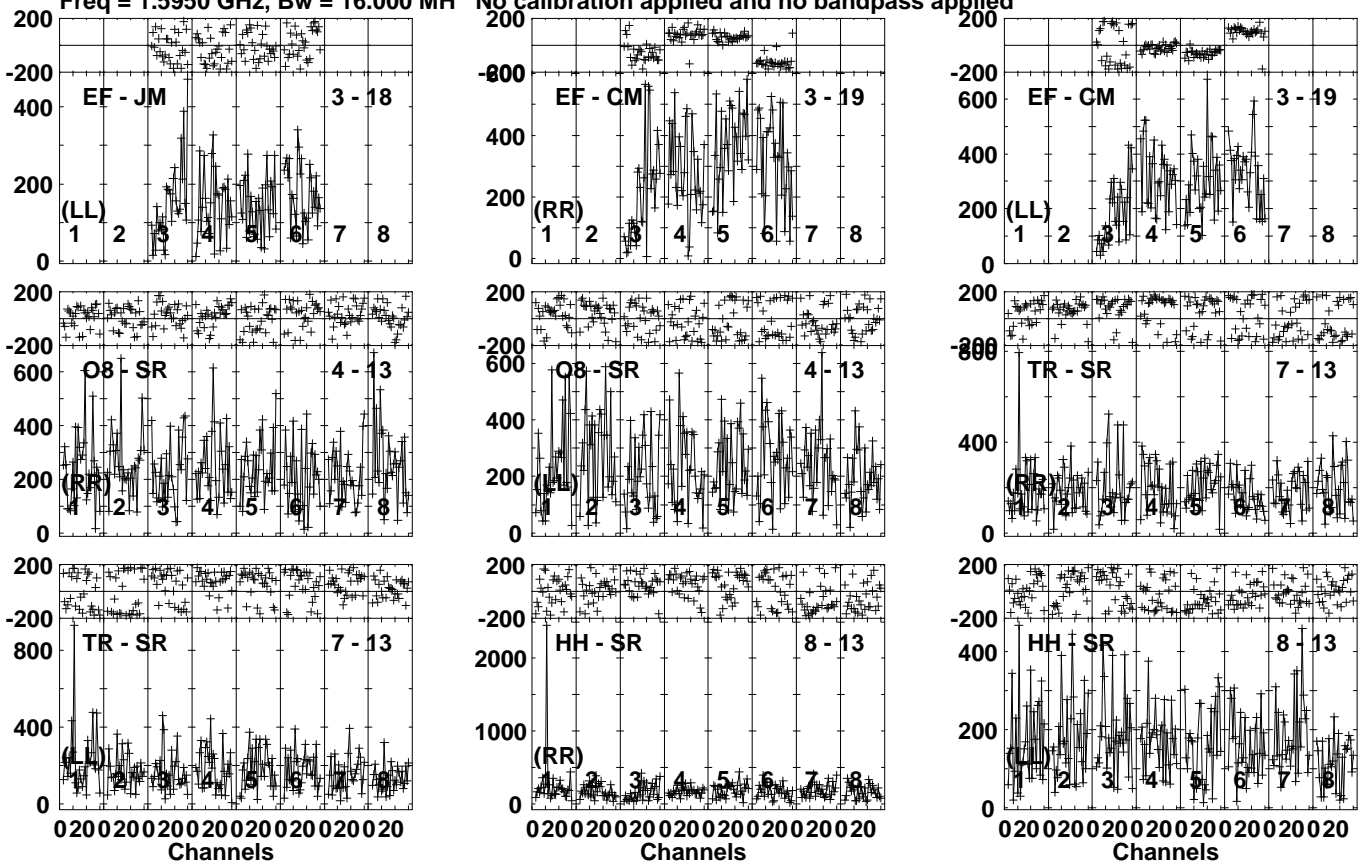 Freq = 1.5950 GHz, Bw = 16.000 MH No calibration applied and no bandpass applied
200 200 200
-200 -200 -200
EF - JM 3 - 18 600 EF - CM 3 - 19 EF - CM 3 - 19
400 400 600
200 200 400
(LL) (RR) 200 (LL)
1 2 3 4 5 6 7 8 1 2 3 4 5 6 7 8 1 2 3 4 5 6 7 8
0 0 0
200 200 200
-200 -200 -200
O8 - SR 4 - 13 O8 - SR 4 - 13 800 TR - SR 7 - 13
600 600
400 400 400
200 200
(RR) (LL) (RR)
1 2 3 4 5 6 7 8 1 2 3 4 5 6 7 8 1 2 3 4 5 6 7 8
0 0 0
200 200 200
-200 -200 -200
TR - SR 7 - 13 HH - SR 8 - 13 HH - SR 8 - 13
800 2000 400
400 1000 200
(LL) (RR) (LL)
1 2 3 4 5 6 7 8 1 2 3 4 5 6 7 8 1 2 3 4 5 6 7 8
0 0 0
0 20 0 20 0 20 0 20 0 20 0 20 0 20 0 20 0 20 0 20 0 20 0 20 0 20 0 20 0 20 0 20 0 20 0 20 0 20 0 20 0 20 0 20 0 20 0 20
Channels Channels Channels